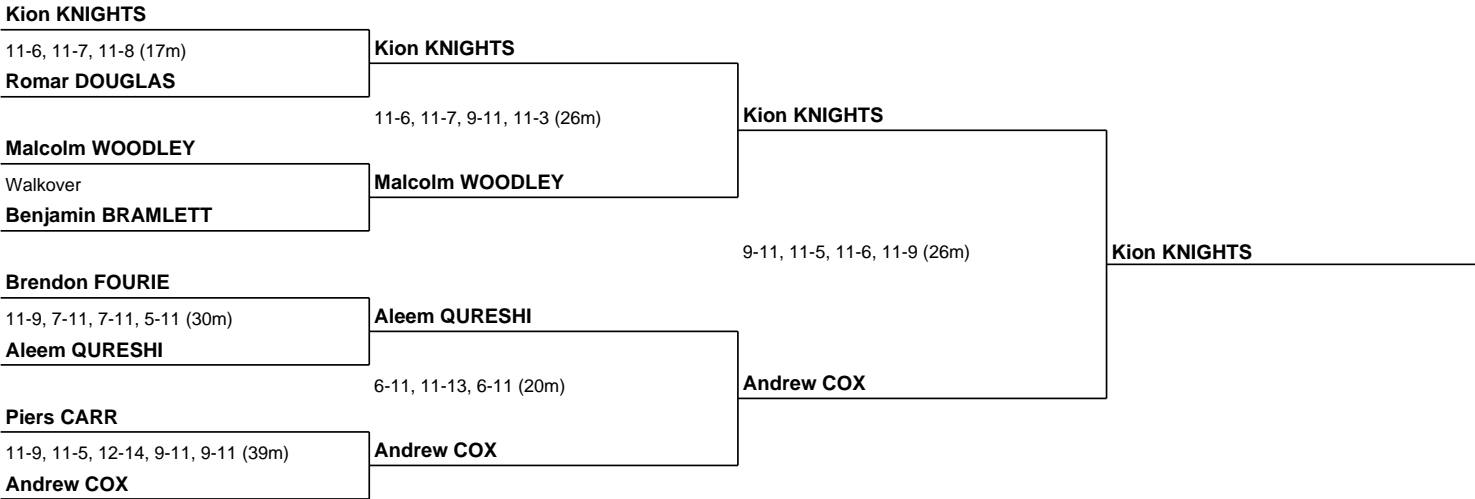 Kion KNIGHTS
11-6, 11-7, 11-8 (17m)
Romar DOUGLAS
Malcolm WOODLEY
Walkover
Benjamin BRAMLETT
Brendon FOURIE
11-9, 7-11, 7-11, 5-11 (30m)
Aleem QURESHI
Piers CARR
11-9, 11-5, 12-14, 9-11, 9-11 (39m)
Andrew COX
Kion KNIGHTS
11-6, 11-7, 9-11, 11-3 (26m)
Malcolm WOODLEY
Aleem QURESHI
6-11, 11-13, 6-11 (20m)
Andrew COX
Kion KNIGHTS
9-11, 11-5, 11-6, 11-9 (26m)
Andrew COX
Kion KNIGHTS